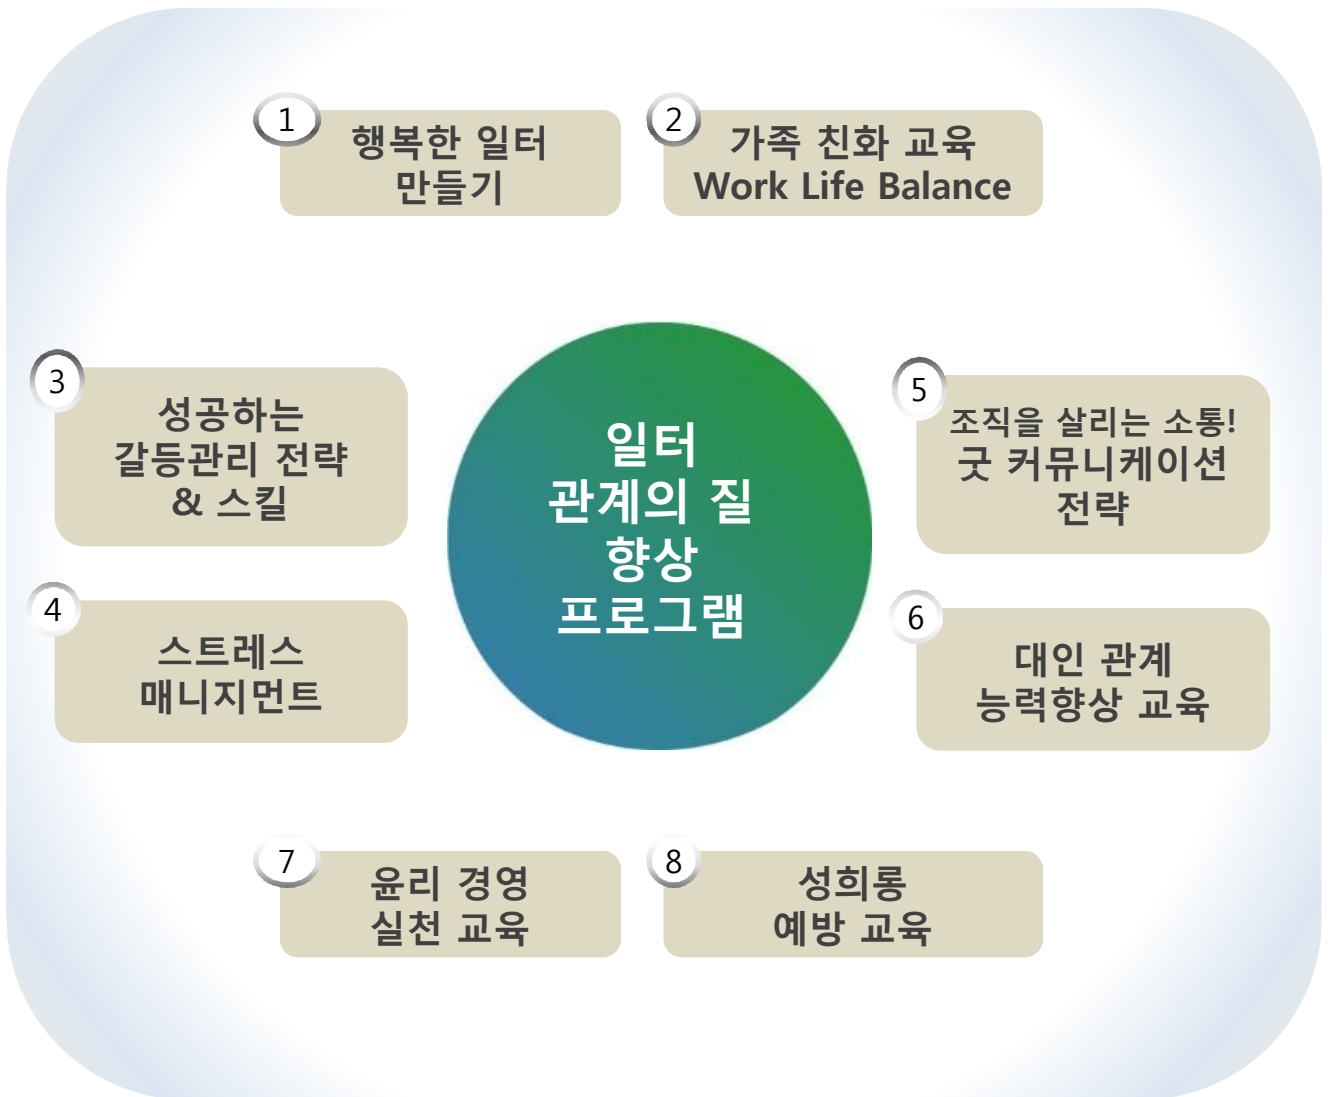 1
행복한 일터
만들기
2
가족 친화 교육
Work Life Balance
3
성공하는
갈등관리 전략
& 스킬
4
스트레스
매니지먼트
일터
관계의 질
향상
프로그램
5
조직을 살리는 소통!
굿 커뮤니케이션
전략
6
대인 관계
능력향상 교육
7
윤리 경영
실천 교육
8
성희롱
예방 교육